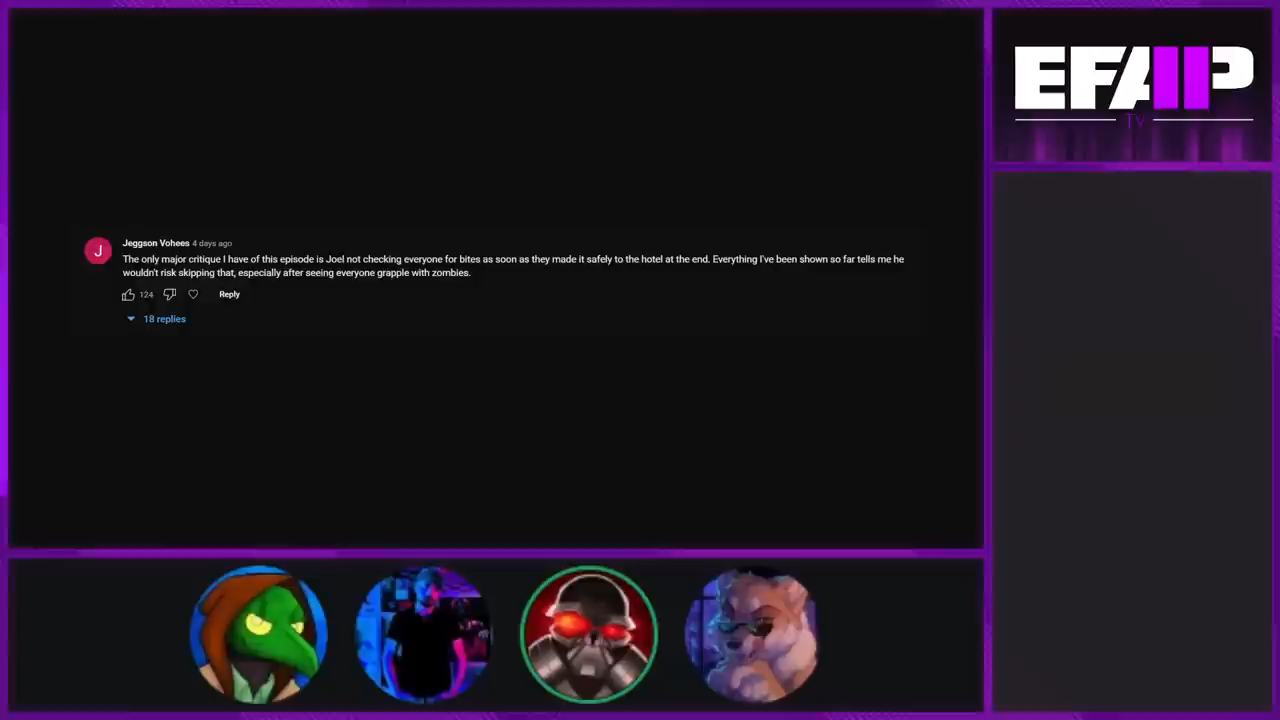 EFAP
TV
J
Jeggson Vohees 4 days ago
The only major critique I have of this episode is Joel not checking everyone for bites as soon as they made it safely to the hotel at the end. Everything I've been shown so far tells me he
wouldn't risk skipping that, especially after seeing everyone grapple with zombies.
124 Reply
18 replies